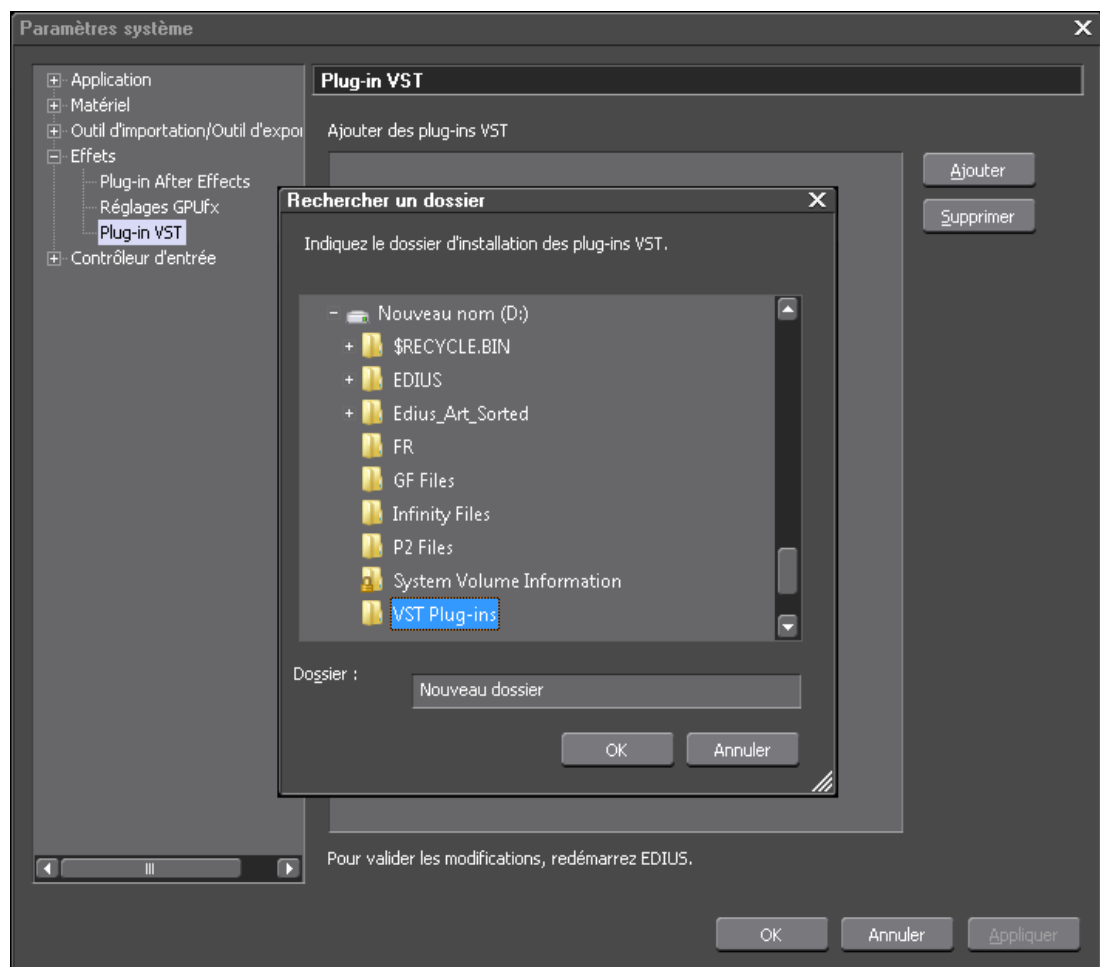 Paramètres système
Application
Matériel
Outil d'importation/Outil d'expor
Effets
Plug-in After Effects
Réglages GPUfx
Plug-in VST
Contrôleur d'entrée
Plug-in VST
Ajouter des plug-ins VST
Ajouter
Supprimer
Rechercher un dossier
Indiquez le dossier d'installation des plug-ins VST.
Nouveau nom (D:)
$RECYCLE.BIN
EDIUS
Edius_Art_Sorted
FR
GF Files
Infinity Files
P2 Files
System Volume Information
VST Plug-ins
Dossier :
Nouveau dossier
OK
Annuler
Pour valider les modifications, redémarrez EDIUS.
OK
Annuler
Appliquer